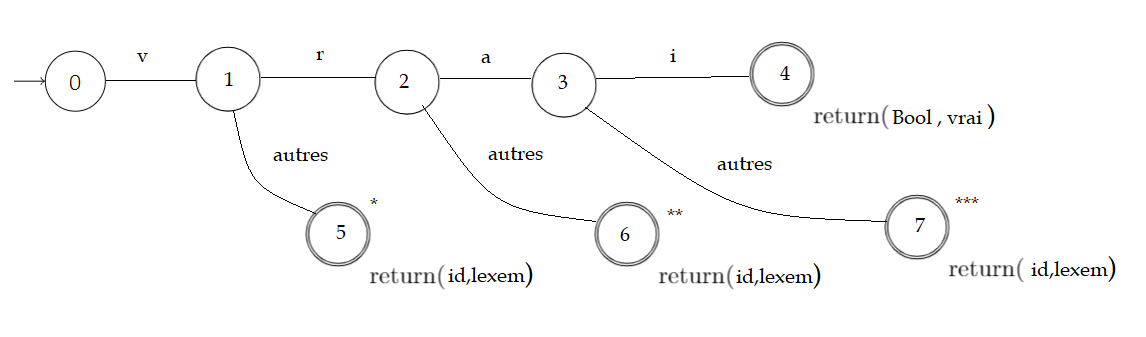 v r a i
0 1 2 3 4
return( Bool , vrai )
autres autres autres
5 * 6 ** 7 ***
return( id,lexem) return( id,lexem) return( id,lexem)